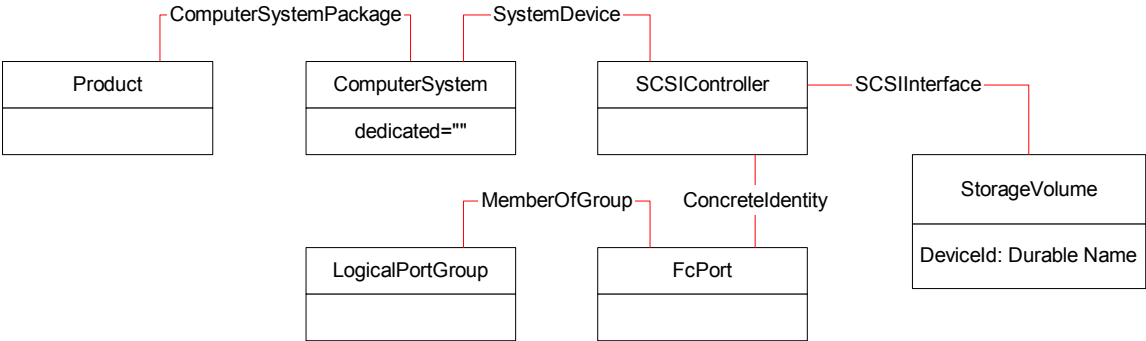 ComputerSystemPackage
SystemDevice
Product
ComputerSystem
SCSIController
SCSIInterface
dedicated=""
StorageVolume
MemberOfGroup
ConcreteIdentity
DeviceId: Durable Name
LogicalPortGroup
FcPort